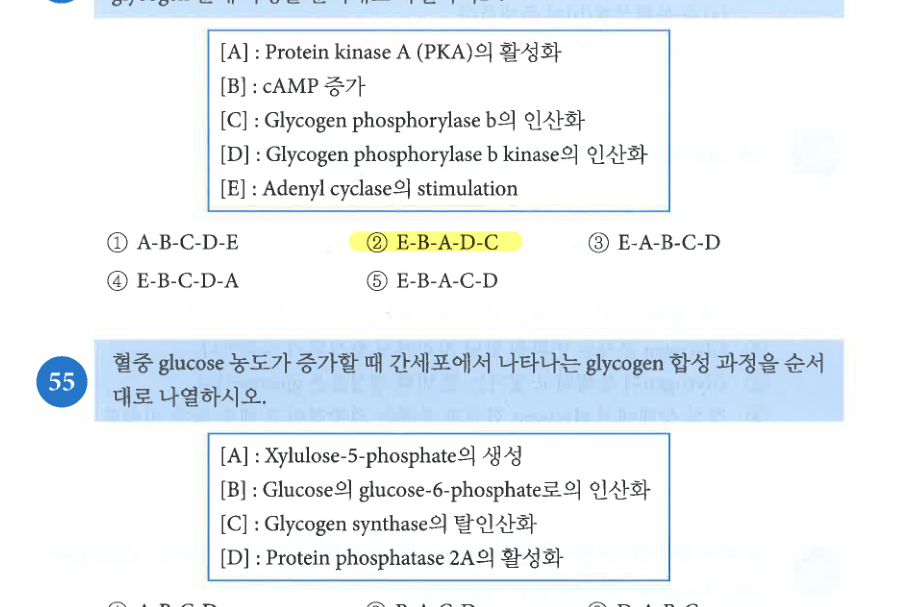 [A] : Protein kinase A (PKA)의 활성화
[B] : cAMP 증가
[C] : Glycogen phosphorylase b의 인산화
[D] : Glycogen phosphorylase b kinase의 인산화
[E] : Adenyl cyclase의 stimulation
① A-B-C-D-E ② E-B-A-D-C ③ E-A-B-C-D
④ E-B-C-D-A ⑤ E-B-A-C-D
55 혈중 glucose 농도가 증가할 때 간세포에서 나타나는 glycogen 합성 과정을 순서
대로 나열하시오.
[A] : Xylulose-5-phosphate의 생성
[B] : Glucose의 glucose-6-phosphate로의 인산화
[C] : Glycogen synthase의 탈인산화
[D] : Protein phosphatase 2A의 활성화